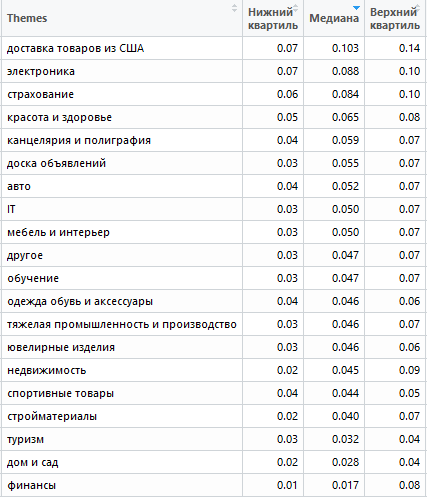 Themes Нижний квартиль Медиана Верхний квартиль
доставка товаров из США 0.07 0.103 0.14
электроника 0.07 0.088 0.10
страхование 0.06 0.084 0.10
красота и здоровье 0.05 0.065 0.08
канцелярия и полиграфия 0.04 0.059 0.07
доска объявлений 0.03 0.055 0.07
авто 0.04 0.052 0.07
IT 0.03 0.050 0.07
мебель и интерьер 0.03 0.050 0.07
другое 0.03 0.047 0.07
обучение 0.03 0.047 0.07
одежда обувь и аксессуары 0.04 0.046 0.06
тяжелая промышленность и производство 0.03 0.046 0.07
ювелирные изделия 0.03 0.046 0.06
недвижимость 0.02 0.045 0.09
спортивные товары 0.04 0.044 0.05
стройматериалы 0.02 0.040 0.07
туризм 0.03 0.032 0.04
дом и сад 0.02 0.028 0.04
финансы 0.01 0.017 0.08